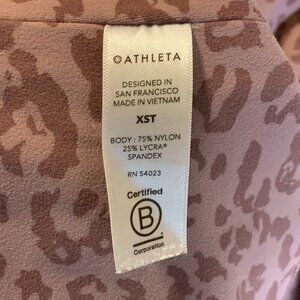 ATHLETA
DESIGNED IN
SAN FRANCISCO
MADE IN VIETNAM
XST
BODY : 75% NYLON
25% LYCRA®
SPANDEX
RN 54023
Certified
B
Corporation